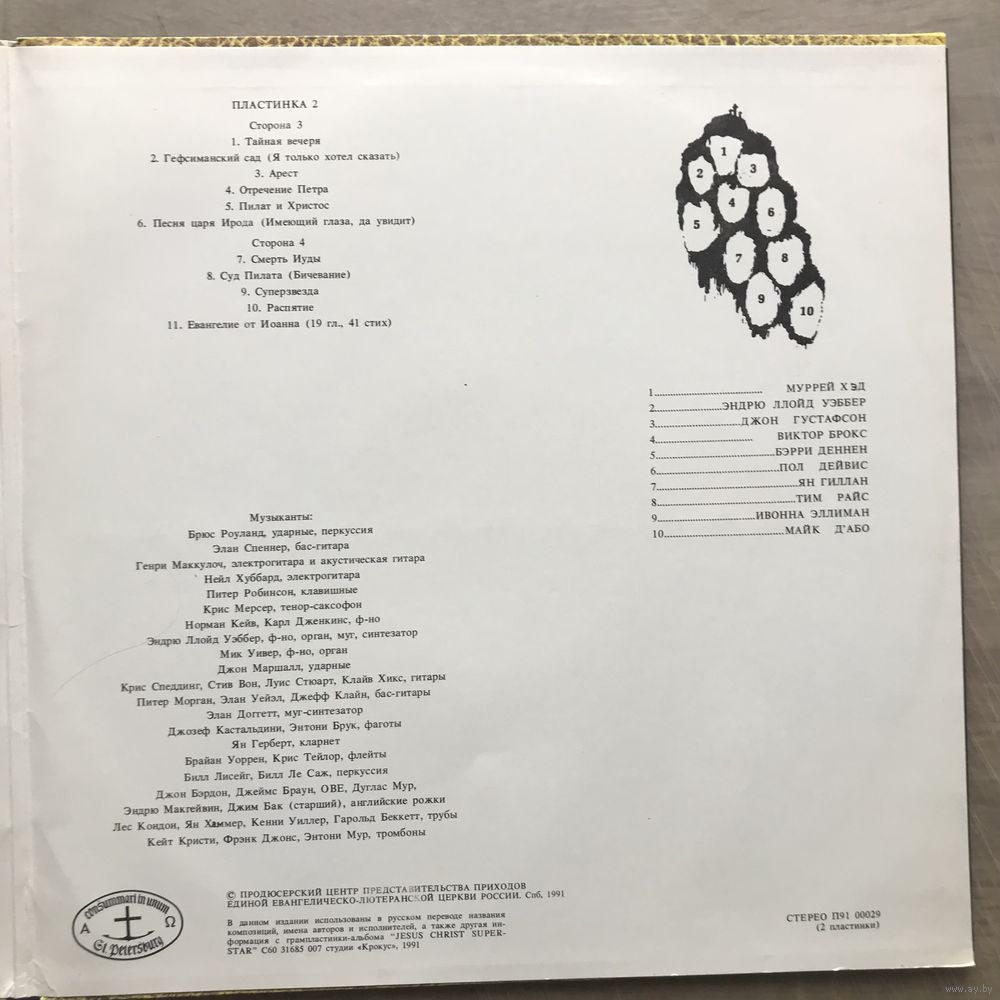 ПЛАСТИНКА 2
Сторона 3
1. Тайная вечеря
2. Гефсиманский сад (Я только хотел сказать)
3. Арест
4. Отречение Петра
5. Пилат и Христос
6. Песня царя Ирода (Имеющий глаза, да увидит)
Сторона 4
7. Смерть Иуды
8. Суд Пилата (Бичевание)
9. Суперзвезда
10. Распятие
11. Евангелие от Иоанна (19 гл., 41 стих)
Музыканты:
Брюс Роуланд, ударные, перкуссия
Элан Спеннер, бас-гитара
Генри Маккулоч, электрогитара и акустическая гитара
Нейл Хуббард, электрогитара
Питер Робинсон, клавишные
Крис Мерсер, тенор-саксофон
Норман Кейв, Карл Дженкинс, ф-но
Эндрю Ллойд Уэббер, ф-но, орган, муг, синтезатор
Мик Уивер, ф-но, орган
Джон Маршалл, ударные
Крис Спеддинг, Стив Вон, Луис Стюарт, Клайв Хикс, гитары
Питер Морган, Элан Уейэл, Джефф Клайн, бас-гитары
Элан Доггетт, муг-синтезатор
Джозеф Кастальдини, Энтони Брук, фаготы
Ян Герберт, кларнет
Брайан Уоррен, Крис Тейлор, флейты
Билл Лисейг, Билл Ле Саж, перкуссия
Джон Бэрдон, Джеймс Браун, ОВЕ, Дуглас Мур,
Эндрю Макгейвин, Джим Бак (старший), английские рожки
Лес Кондон, Ян Хаммер, Кенни Уиллер, Гарольд Беккетт, трубы
Кейт Кристи, Фрэнк Джонс, Энтони Мур, тромбоны
1
2
3
4
5
6
7
8
9
10
1.......................................... МУРРЕЙ ХЭД
2.......................ЭНДРЮ ЛЛОЙД УЭББЕР
3.............................ДЖОН ГУСТАФСОН
4................................. ВИКТОР БРОКС
5..........................................БЭРРИ ДЕННЕН
6...........................................ПОЛ ДЕЙВИС
7.................................................ЯН ГИЛЛАН
8.................................................ТИМ РАЙС
9...................................ИВОННА ЭЛЛИМАН
10..........................................МАЙК Д'АБО
consummari in unum
Α Ω
St. Petersburg
© ПРОДЮСЕРСКИЙ ЦЕНТР ПРЕДСТАВИТЕЛЬСТВА ПРИХОДОВ
ЕДИНОЙ ЕВАНГЕЛИЧЕСКО-ЛЮТЕРАНСКОЙ ЦЕРКВИ РОССИИ. Спб, 1991
В данном издании использованы в русском переводе названия
композиций, имена авторов и исполнителей, а также другая ин-
формация с грампластинки-альбома "JESUS CHRIST SUPER-
STAR" С60 31685 007 студии «Крокус», 1991
СТЕРЕО П91 00029
(2 пластинки)
www.ay.by